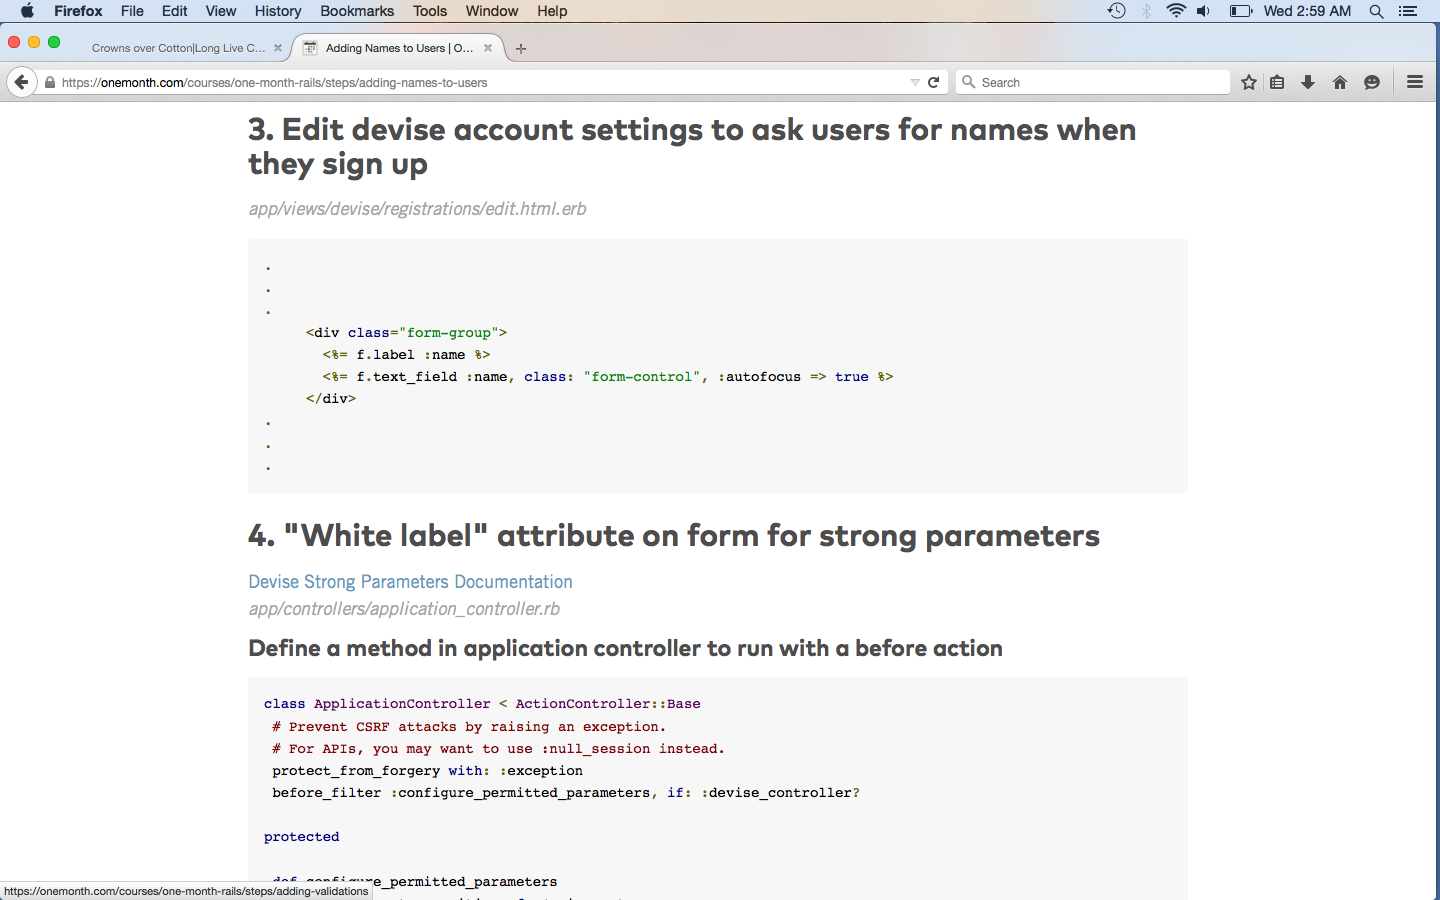 Firefox File Edit View History Bookmarks Tools Window Help Wed 2:59 AM
Crowns over Cotton|Long Live C... Adding Names to Users | O...
https://onemonth.com/courses/one-month-rails/steps/adding-names-to-users Search
3. Edit devise account settings to ask users for names when
they sign up
app/views/devise/registrations/edit.html.erb
.
.
.
<div class="form-group">
<%= f.label :name %>
<%= f.text_field :name, class: "form-control", :autofocus => true %>
</div>
.
.
.
4. "White label" attribute on form for strong parameters
Devise Strong Parameters Documentation
app/controllers/application_controller.rb
Define a method in application controller to run with a before action
class ApplicationController < ActionController::Base
# Prevent CSRF attacks by raising an exception.
# For APIs, you may want to use :null_session instead.
protect_from_forgery with: :exception
before_filter :configure_permitted_parameters, if: :devise_controller?
protected
def configure_permitted_parameters
https://onemonth.com/courses/one-month-rails/steps/adding-validations